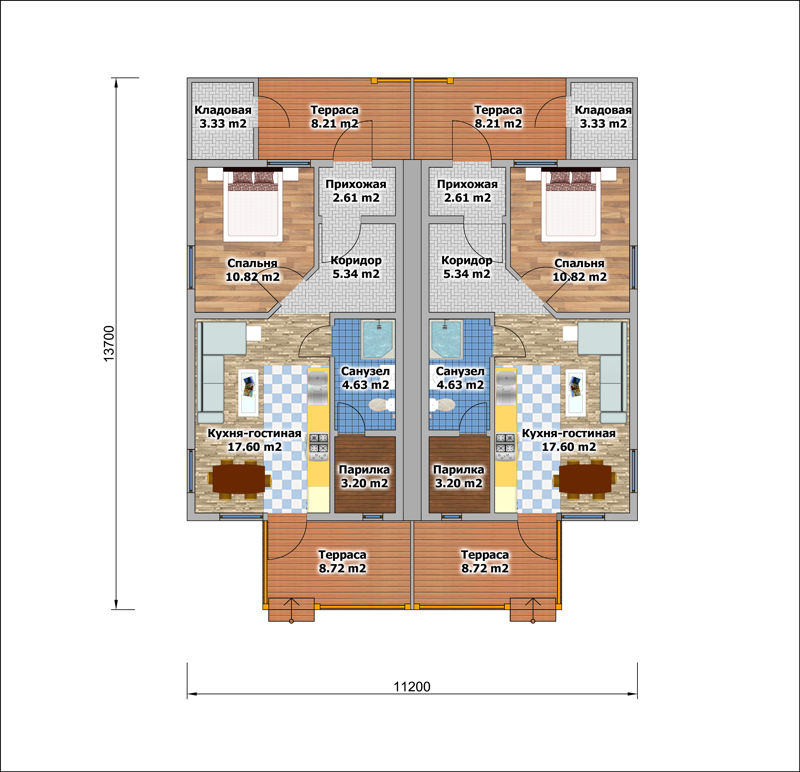 Кладовая
3.33 m2
Терраса
8.21 m2
Терраса
8.21 m2
Кладовая
3.33 m2
Прихожая
2.61 m2
Прихожая
2.61 m2
Спальня
10.82 m2
Коридор
5.34 m2
Коридор
5.34 m2
Спальня
10.82 m2
13700
Санузел
4.63 m2
Санузел
4.63 m2
Кухня-гостиная
17.60 m2
Кухня-гостиная
17.60 m2
Парилка
3.20 m2
Парилка
3.20 m2
Терраса
8.72 m2
Терраса
8.72 m2
11200